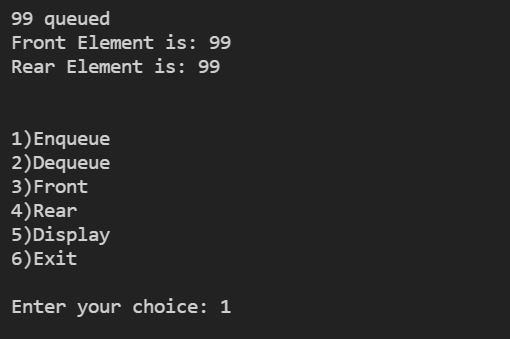 99 queued
Front Element is: 99
Rear Element is: 99
1)Enqueue
2)Dequeue
3)Front
4)Rear
5)Display
6)Exit
Enter your choice: 1